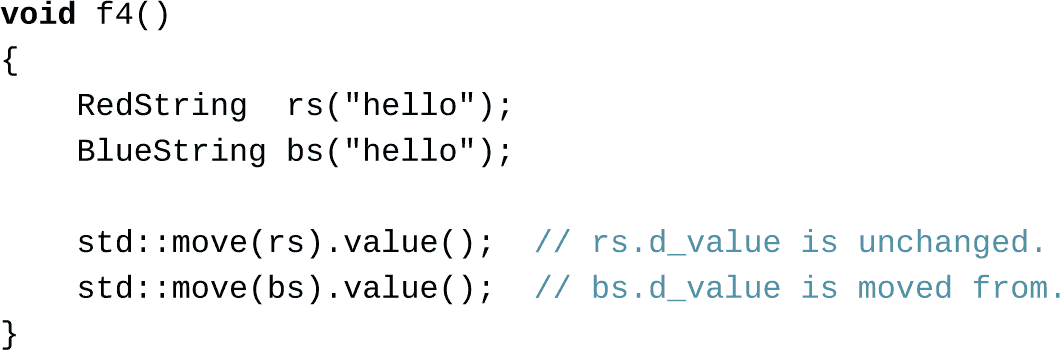 void f4()
{
    RedString  rs("hello");
    BlueString bs("hello");

    std::move(rs).value();  // rs.d_value is unchanged.
    std::move(bs).value();  // bs.d_value is moved from.
}